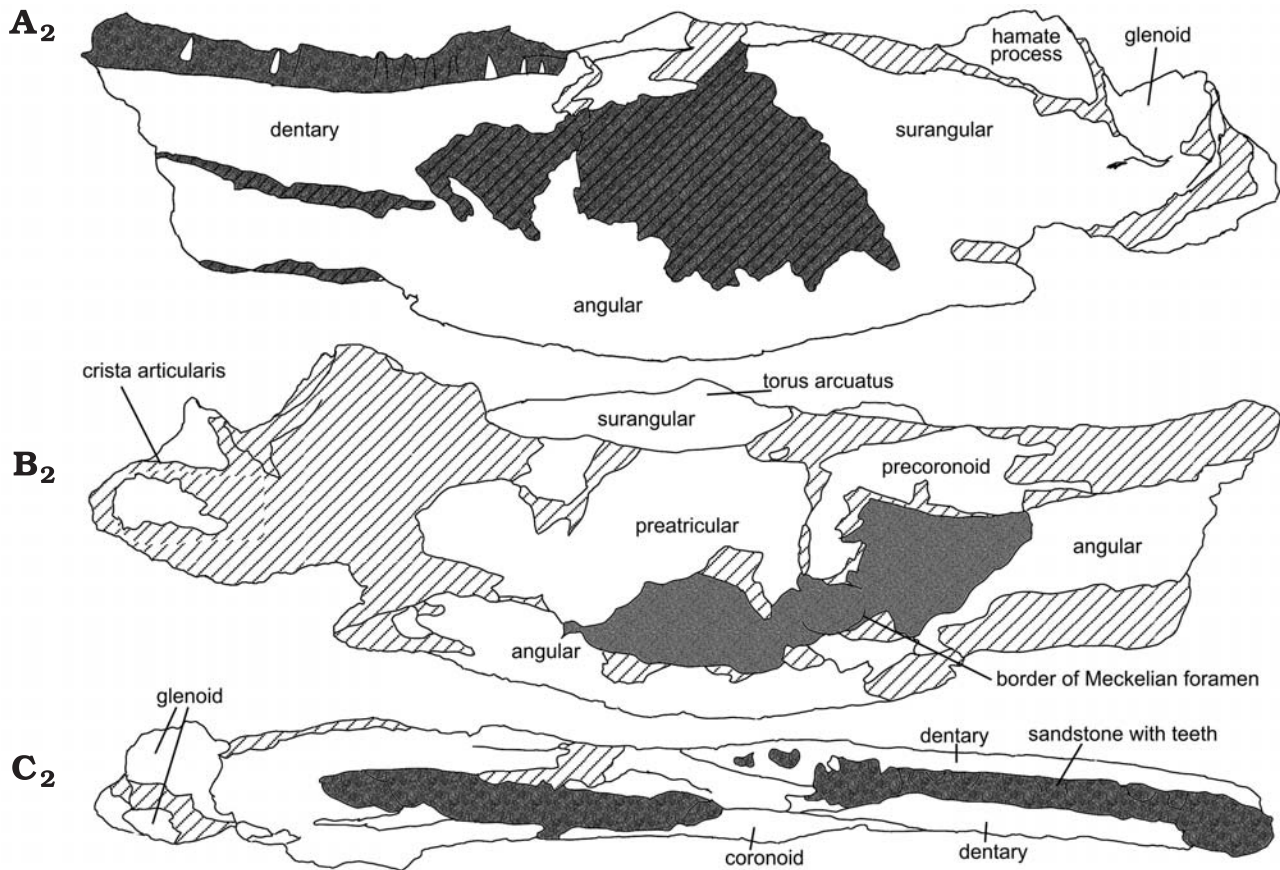 A2
hamate
process
glenoid
dentary
surangular
angular
crista articularis
torus arcuatus
surangular
B2
precoronoid
preatricular
angular
angular
border of Meckelian foramen
glenoid
dentary
sandstone with teeth
C2
coronoid
dentary